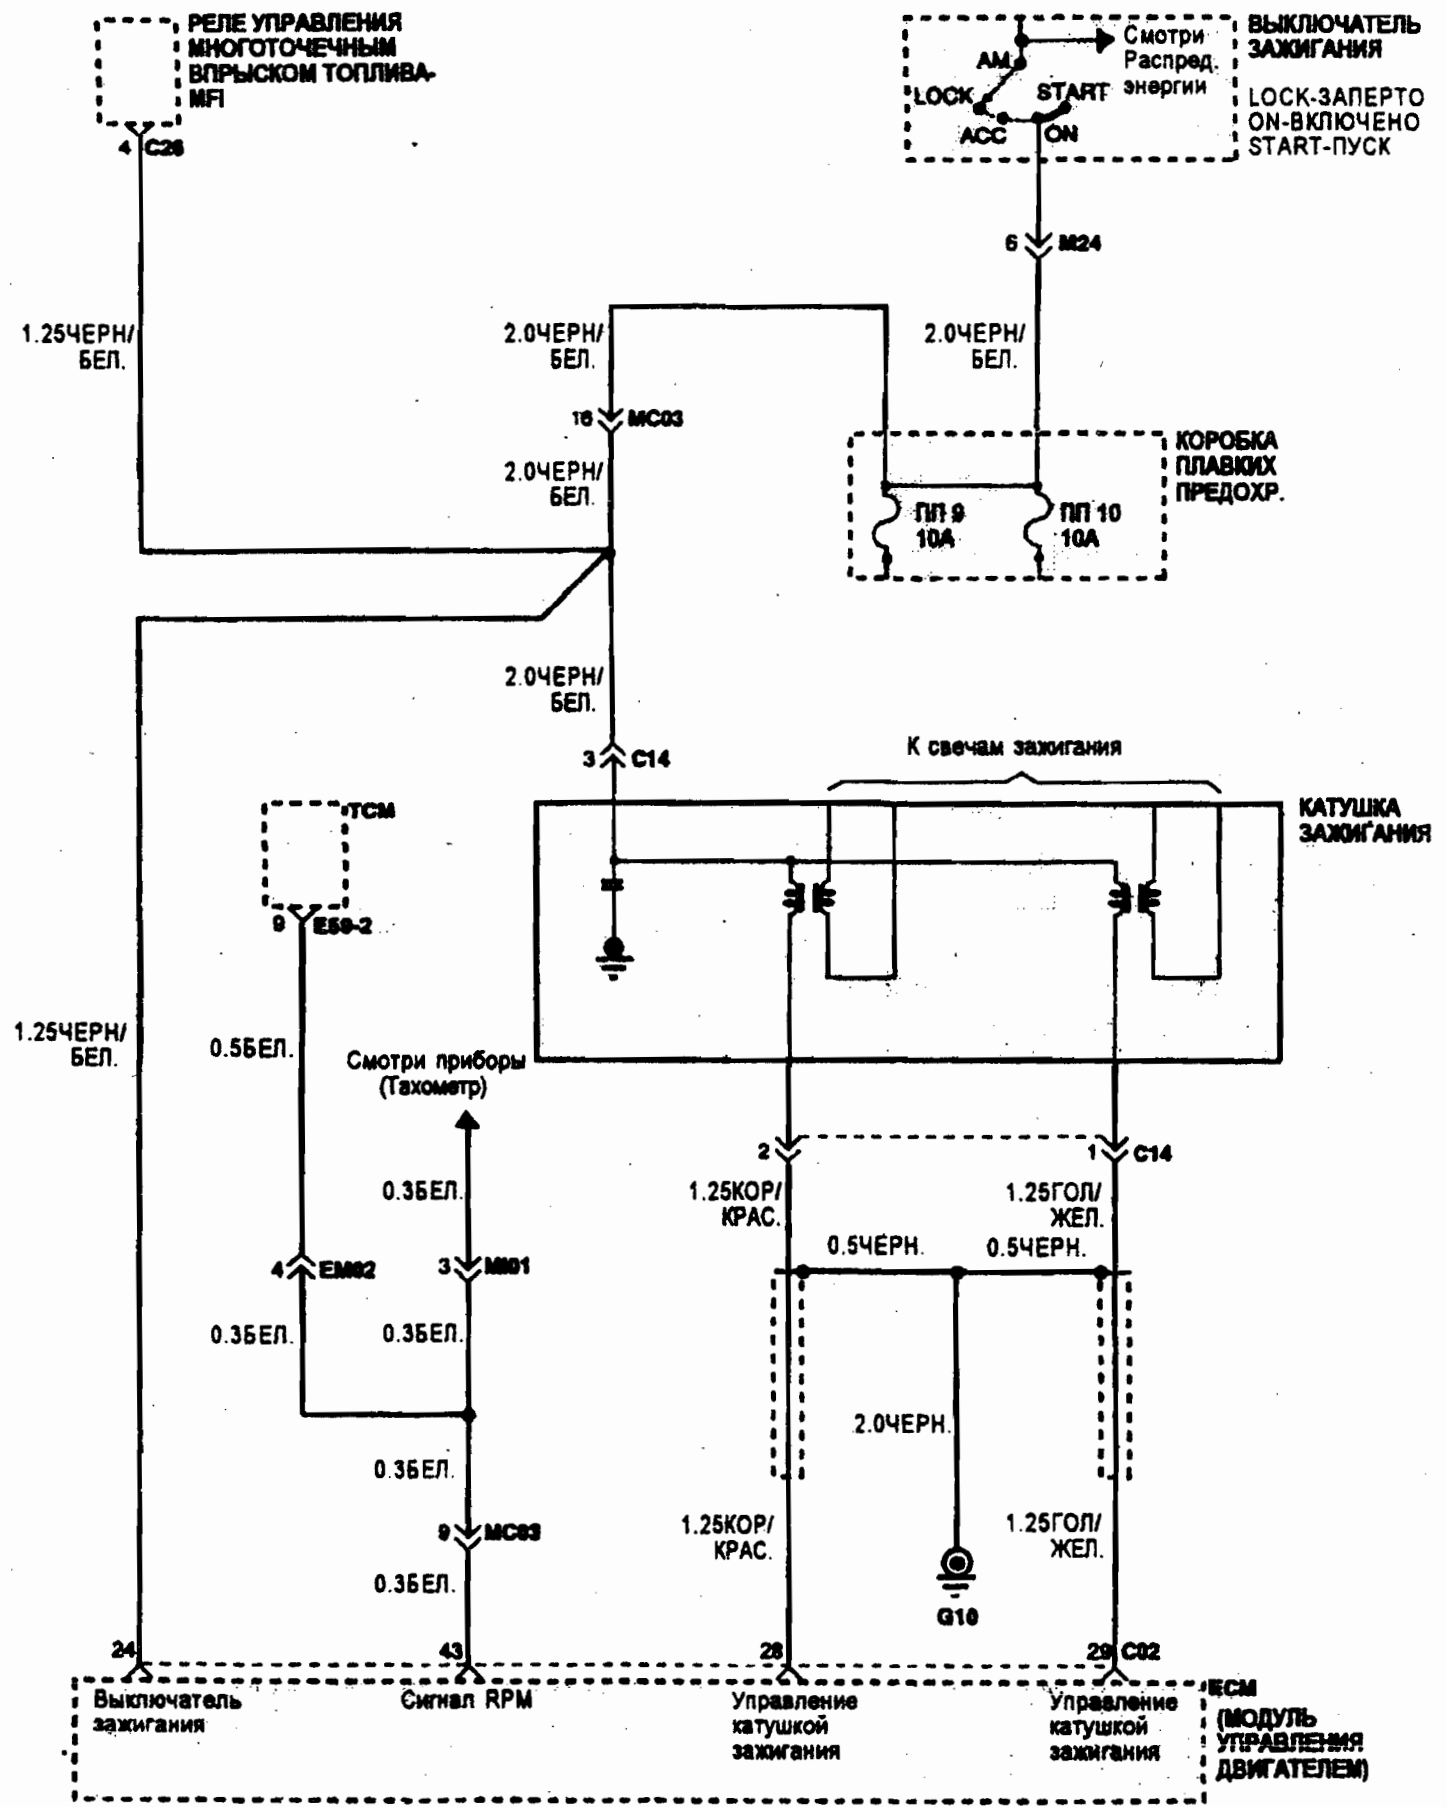 РЕЛЕ УПРАВЛЕНИЯ
МНОГОТОЧЕЧНЫМ
ВПРЫСКОМ ТОПЛИВА-
MFI
4 C26
Смотри
Распред.
энергии
AM
LOCK
START
ACC
ON
ВЫКЛЮЧАТЕЛЬ
ЗАЖИГАНИЯ
LOCK-ЗАПЕРТО
ON-ВКЛЮЧЕНО
START-ПУСК
6 M24
1.25ЧЕРН/
БЕЛ.
2.0ЧЕРН/
БЕЛ.
2.0ЧЕРН/
БЕЛ.
16 MC03
2.0ЧЕРН/
БЕЛ.
КОРОБКА
ПЛАВКИХ
ПРЕДОХР.
ПП 9
10А
ПП 10
10А
2.0ЧЕРН/
БЕЛ.
3 C14
К свечам зажигания
КАТУШКА
ЗАЖИГАНИЯ
TCM
9 E59-2
1.25ЧЕРН/
БЕЛ.
0.5БЕЛ.
Смотри приборы
(Тахометр)
2
1 C14
0.3БЕЛ.
1.25КОР/
КРАС.
1.25ГОЛ/
ЖЕЛ.
0.5ЧЕРН.
0.5ЧЕРН.
4 EM02
3 MI01
0.3БЕЛ.
0.3БЕЛ.
2.0ЧЕРН.
0.3БЕЛ.
9 MC03
1.25КОР/
КРАС.
1.25ГОЛ/
ЖЕЛ.
0.3БЕЛ.
G10
24
43
28
29 C02
Выключатель
зажигания
Сигнал RPM
Управление
катушкой
зажигания
Управление
катушкой
зажигания
ECM
(МОДУЛЬ
УПРАВЛЕНИЯ
ДВИГАТЕЛЕМ)